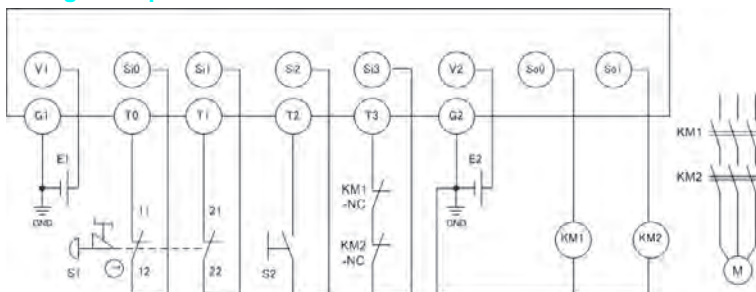 V1 Si0 Si1 Si2 Si3 V2 So0 So1
G1 T0 T1 T2 T3 G2
E1 E2
KM1
KM2
KM1
-NC
GND GND
11 21
KM2
-NC
KM1 KM2
S1 12 22 S2
M